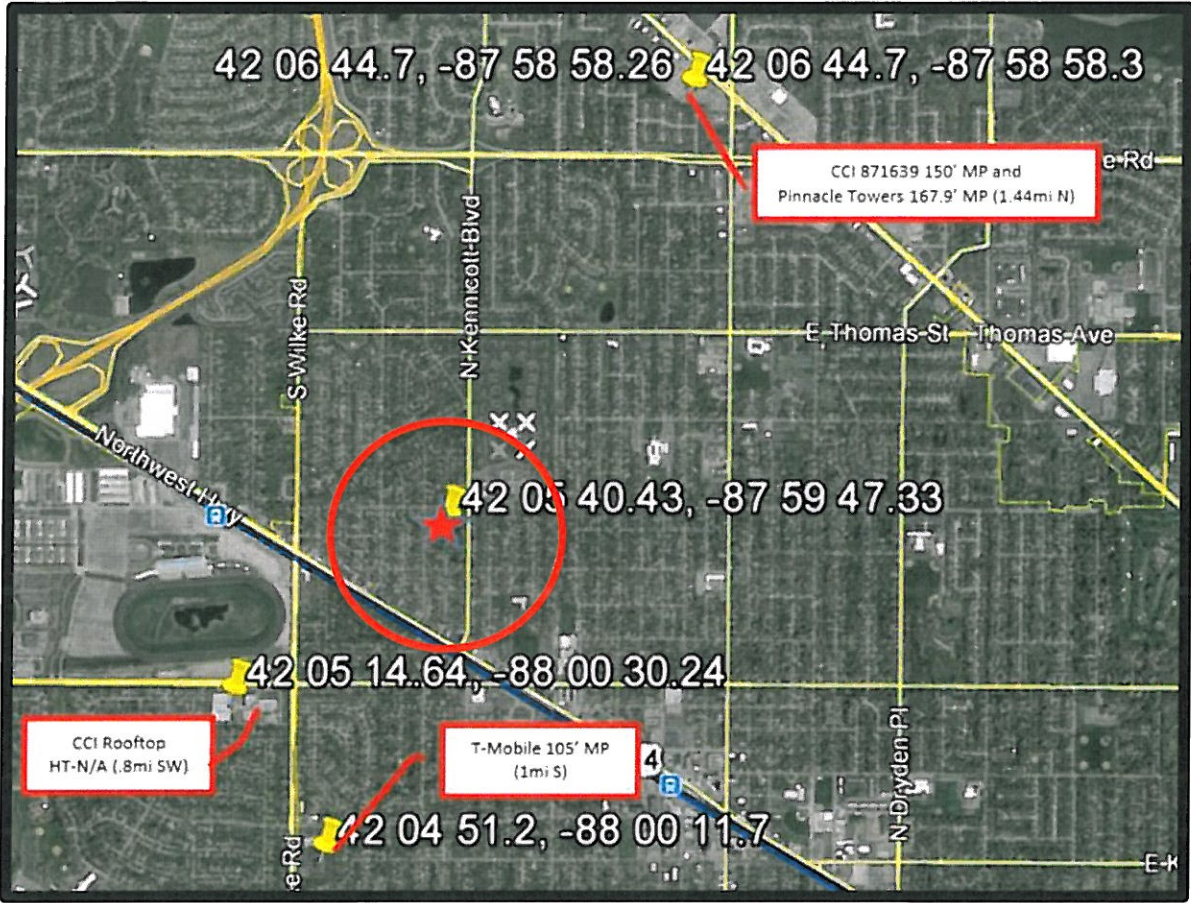 42 06 44.7, -87 58 58.26
42 06 44.7, -87 58 58.3
CCI 871639 150' MP and
Pinnacle Towers 167.9' MP (1.44mi N)
e Rd
N-Kennicott-Blvd
S-Wilke-Rd
E Thomas-St
Thomas-Ave
Northwest Hwy
42 05 40.43, -87 59 47.33
42 05 14.64, -88 00 30.24
CCI Rooftop
HT-N/A (.8mi SW)
T-Mobile 105' MP
(1mi S)
4
N-Dryden-Pl
42 04 51.2, -88 00 11.7
e Rd
E-K